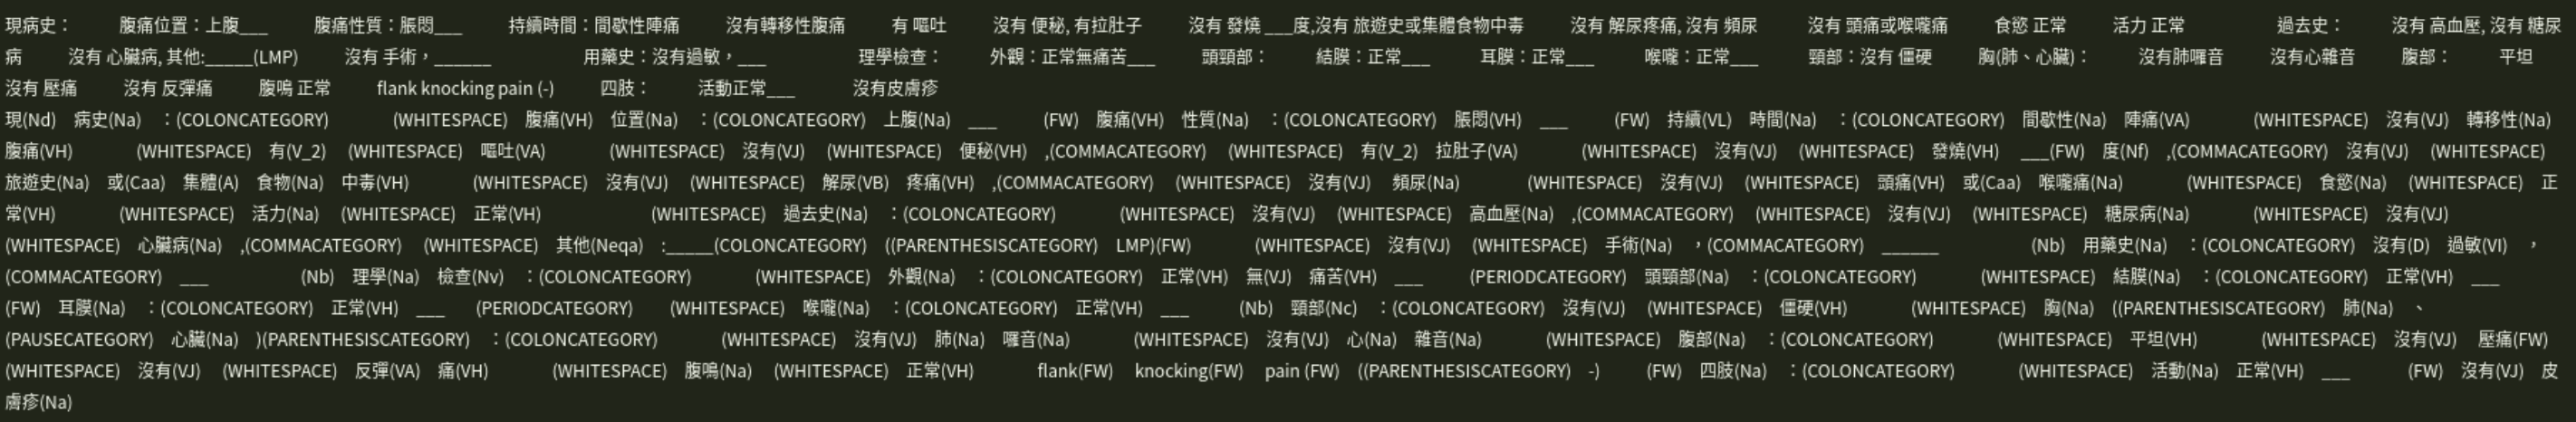 現病史：　　腹痛位置：上腹___　　腹痛性質：脹悶___　　持續時間：間歇性陣痛　　沒有轉移性腹痛　　有 嘔吐　　沒有 便秘, 有拉肚子　　沒有 發燒 ___度,沒有 旅遊史或集體食物中毒　　沒有 解尿疼痛, 沒有 頻尿　　沒有 頭痛或喉嚨痛　　食慾 正常　　活力 正常　　　　過去史：　　沒有 高血壓, 沒有 糖尿
病　　沒有 心臟病, 其他:_____(LMP)　　沒有 手術，______　　　　用藥史：沒有過敏，___　　　　理學檢查：　　外觀：正常無痛苦___　　頭頸部：　　結膜：正常___　　耳膜：正常___　　喉嚨：正常___　　頸部：沒有 僵硬　　胸(肺、心臟)：　　沒有肺囉音　　沒有心雜音　　腹部：　　平坦
沒有 壓痛　　沒有 反彈痛　　腹鳴 正常　　flank knocking pain (-)　　四肢：　　活動正常___　　沒有皮膚疹
現(Nd)　病史(Na)　：(COLONCATEGORY)　　　(WHITESPACE)　腹痛(VH)　位置(Na)　：(COLONCATEGORY)　上腹(Na)　___　　(FW)　腹痛(VH)　性質(Na)　：(COLONCATEGORY)　脹悶(VH)　___　　(FW)　持續(VL)　時間(Na)　：(COLONCATEGORY)　間歇性(Na)　陣痛(VA)　　　(WHITESPACE)　沒有(VJ)　轉移性(Na)
腹痛(VH)　　　(WHITESPACE)　有(V_2)　(WHITESPACE)　嘔吐(VA)　　　(WHITESPACE)　沒有(VJ)　(WHITESPACE)　便秘(VH)　,(COMMACATEGORY)　(WHITESPACE)　有(V_2)　拉肚子(VA)　　　(WHITESPACE)　沒有(VJ)　(WHITESPACE)　發燒(VH)　___(FW)　度(Nf)　,(COMMACATEGORY)　沒有(VJ)　(WHITESPACE)
旅遊史(Na)　或(Caa)　集體(A)　食物(Na)　中毒(VH)　　　(WHITESPACE)　沒有(VJ)　(WHITESPACE)　解尿(VB)　疼痛(VH)　,(COMMACATEGORY)　(WHITESPACE)　沒有(VJ)　頻尿(Na)　　　(WHITESPACE)　沒有(VJ)　(WHITESPACE)　頭痛(VH)　或(Caa)　喉嚨痛(Na)　　　(WHITESPACE)　食慾(Na)　(WHITESPACE)　正
常(VH)　　　(WHITESPACE)　活力(Na)　(WHITESPACE)　正常(VH)　　　　　(WHITESPACE)　過去史(Na)　：(COLONCATEGORY)　　　(WHITESPACE)　沒有(VJ)　(WHITESPACE)　高血壓(Na)　,(COMMACATEGORY)　(WHITESPACE)　沒有(VJ)　(WHITESPACE)　糖尿病(Na)　　　(WHITESPACE)　沒有(VJ)
(WHITESPACE)　心臟病(Na)　,(COMMACATEGORY)　(WHITESPACE)　其他(Neqa)　:_____(COLONCATEGORY)　((PARENTHESISCATEGORY)　LMP)(FW)　　　(WHITESPACE)　沒有(VJ)　(WHITESPACE)　手術(Na)　，(COMMACATEGORY)　______　　　　(Nb)　用藥史(Na)　：(COLONCATEGORY)　沒有(D)　過敏(VI)　，
(COMMACATEGORY)　___　　　　(Nb)　理學(Na)　檢查(Nv)　：(COLONCATEGORY)　　　(WHITESPACE)　外觀(Na)　：(COLONCATEGORY)　正常(VH)　無(VJ)　痛苦(VH)　___　　(PERIODCATEGORY)　頭頸部(Na)　：(COLONCATEGORY)　　　(WHITESPACE)　結膜(Na)　：(COLONCATEGORY)　正常(VH)　___
(FW)　耳膜(Na)　：(COLONCATEGORY)　正常(VH)　___　(PERIODCATEGORY)　　(WHITESPACE)　喉嚨(Na)　：(COLONCATEGORY)　正常(VH)　___　　(Nb)　頸部(Nc)　：(COLONCATEGORY)　沒有(VJ)　(WHITESPACE)　僵硬(VH)　　　(WHITESPACE)　胸(Na)　((PARENTHESISCATEGORY)　肺(Na)　、
(PAUSECATEGORY)　心臟(Na)　)(PARENTHESISCATEGORY)　：(COLONCATEGORY)　　　(WHITESPACE)　沒有(VJ)　肺(Na)　囉音(Na)　　　(WHITESPACE)　沒有(VJ)　心(Na)　雜音(Na)　　　(WHITESPACE)　腹部(Na)　：(COLONCATEGORY)　　　(WHITESPACE)　平坦(VH)　　　(WHITESPACE)　沒有(VJ)　壓痛(FW)
(WHITESPACE)　沒有(VJ)　(WHITESPACE)　反彈(VA)　痛(VH)　　　(WHITESPACE)　腹鳴(Na)　(WHITESPACE)　正常(VH)　　　flank(FW)　knocking(FW)　pain (FW)　((PARENTHESISCATEGORY)　-)　　(FW)　四肢(Na)　：(COLONCATEGORY)　　　(WHITESPACE)　活動(Na)　正常(VH)　___　　(FW)　沒有(VJ)　皮
膚疹(Na)